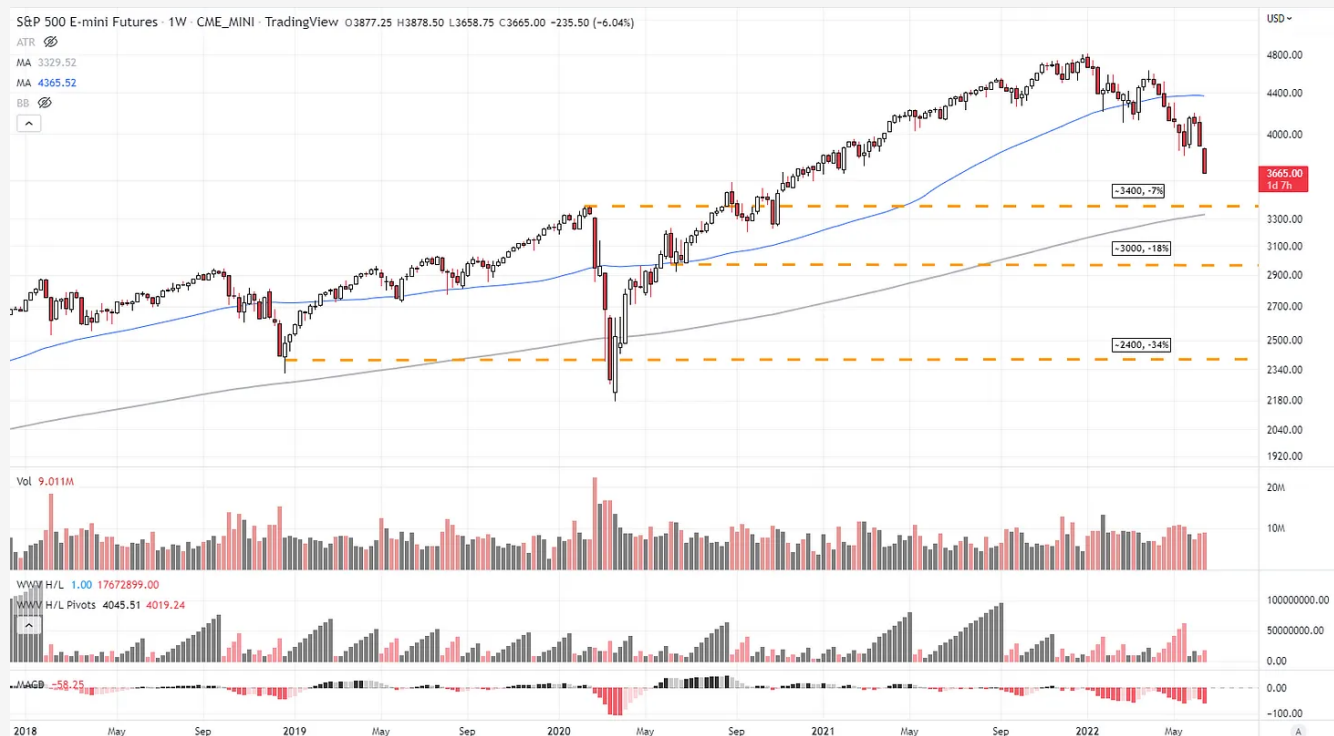 S&P 500 E-mini Futures · 1W · CME_MINI · TradingView O3877.25 H3878.50 L3658.75 C3665.00 −235.50 (−6.04%)
USD
ATR
MA 3329.52
MA 4365.52
BB
4800.00
4400.00
4000.00
3665.00
1d 7h
~3400, -7%
3300.00
~3000, -18%
3100.00
2900.00
2700.00
2500.00
~2400, -34%
2340.00
2180.00
2040.00
1920.00
Vol 9.011M
20M
10M
WWV H/L 1.00 17672899.00
WWV H/L Pivots 4045.51 4019.24
100000000.00
50000000.00
0.00
MACD −58.25
0.00
−100.00
2018 May Sep 2019 May Sep 2020 May Sep 2021 May Sep 2022 May A